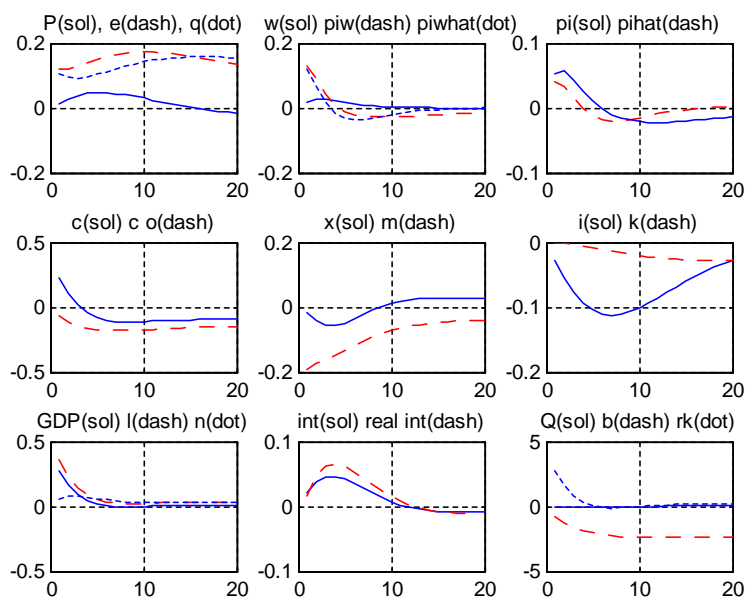 P(sol), e(dash), q(dot)
w(sol) piw(dash) piwhat(dot)
pi(sol) pihat(dash)
0.2
0
-0.2
0 10 20
0.2
0
-0.2
0 10 20
0.1
0
-0.1
0 10 20
c(sol) c o(dash)
x(sol) m(dash)
i(sol) k(dash)
0.5
0
-0.5
0 10 20
0.2
0
-0.2
0 10 20
0
-0.1
-0.2
0 10 20
GDP(sol) l(dash) n(dot)
int(sol) real int(dash)
Q(sol) b(dash) rk(dot)
0.5
0
-0.5
0 10 20
0.1
0
-0.1
0 10 20
5
0
-5
0 10 20